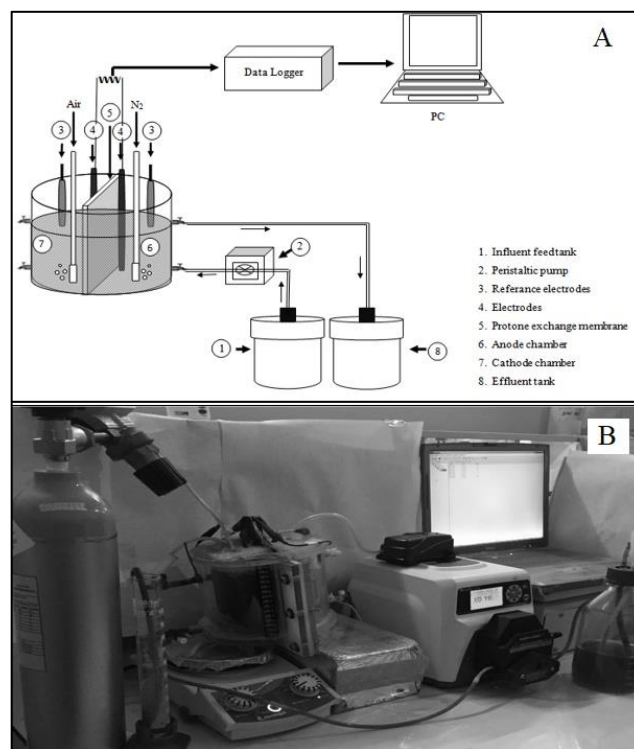 A
Data Logger
PC
Air
N₂
5
3
4
4
3
7
6
2
1
8
1. Influent feedtank
2. Peristaltic pump
3. Referance electrodes
4. Electrodes
5. Protone exchange membrane
6. Anode chamber
7. Cathode chamber
8. Effluent tank
B